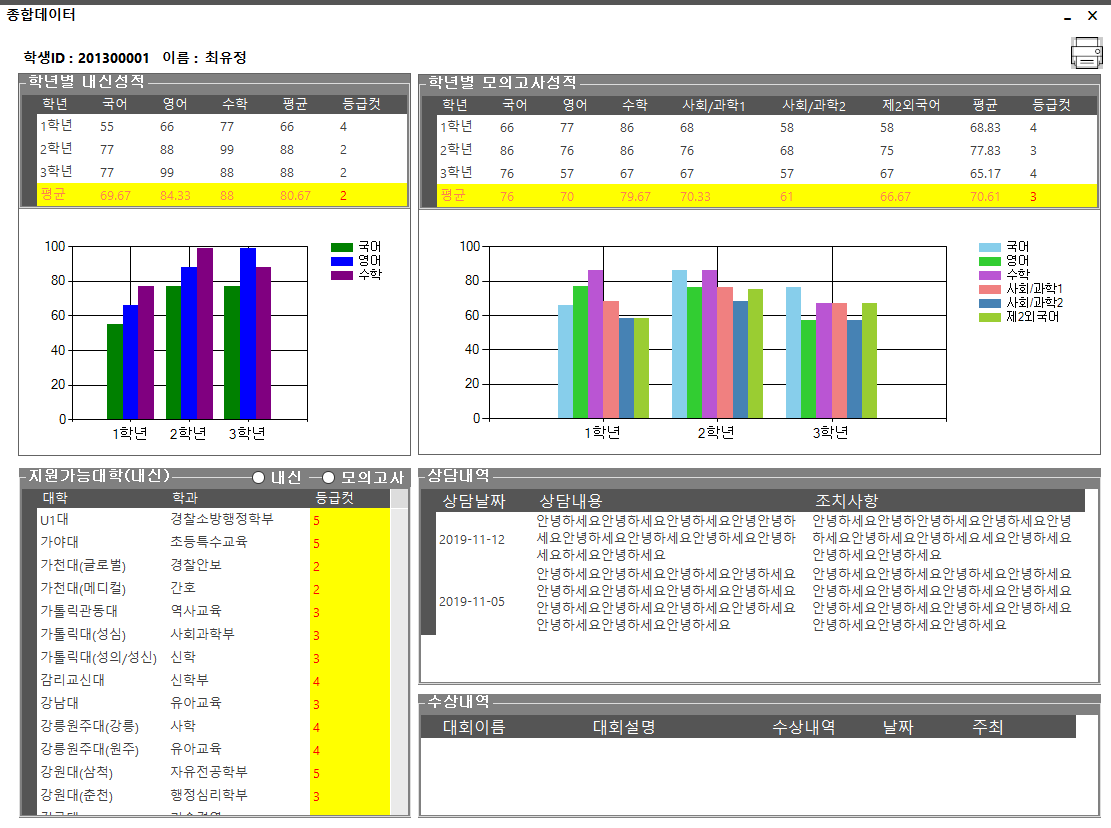 종합데이터
학생ID : 201300001 이름 : 최유정
학년별 내신성적
학년 국어 영어 수학 평균 등급컷
1학년 55 66 77 66 4
2학년 77 88 99 88 2
3학년 77 99 88 88 2
평균 69.67 84.33 88 80.67 2
100
80
60
40
20
0
1학년 2학년 3학년
국어
영어
수학
학년별 모의고사성적
학년 국어 영어 수학 사회/과학1 사회/과학2 제2외국어 평균 등급컷
1학년 66 77 86 68 58 58 68.83 4
2학년 86 76 86 76 68 75 77.83 3
3학년 76 57 67 67 57 67 65.17 4
평균 76 70 79.67 70.33 61 66.67 70.61 3
100
80
60
40
20
0
1학년 2학년 3학년
국어
영어
수학
사회/과학1
사회/과학2
제2외국어
지원가능대학(내신) 내신 모의고사
대학 학과 등급컷
U1대 경찰소방행정학부 5
가야대 초등특수교육 5
가천대(글로벌) 경찰안보 2
가천대(메디컬) 간호 2
가톨릭관동대 역사교육 3
가톨릭대(성심) 사회과학부 3
가톨릭대(성의/성신) 신학 3
감리교신대 신학부 4
강남대 유아교육 3
강릉원주대(강릉) 사학 4
강릉원주대(원주) 유아교육 4
강원대(삼척) 자유전공학부 5
강원대(춘천) 행정심리학부 3
상담내역
상담날짜 상담내용 조치사항
2019-11-12
안녕하세요안녕하세요안녕하세요안녕안녕하
세요안녕하세요안녕하세요안녕하세요안녕하
세요하세요안녕하세요
안녕하세요안녕하안녕하세요안녕하세요안녕
하세요안녕하세요안녕하세요세요안녕하세요
안녕하세요안녕하세요
2019-11-05
안녕하세요안녕하세요안녕하세요안녕하세요
안녕하세요안녕하세요안녕하세요안녕하세요
안녕하세요안녕하세요안녕하세요안녕하세요
안녕하세요안녕하세요안녕하세요
안녕하세요안녕하세요안녕하세요안녕하세요
안녕하세요안녕하세요안녕하세요안녕하세요
안녕하세요안녕하세요안녕하세요안녕하세요
안녕하세요안녕하세요안녕하세요
수상내역
대회이름 대회설명 수상내역 날짜 주최